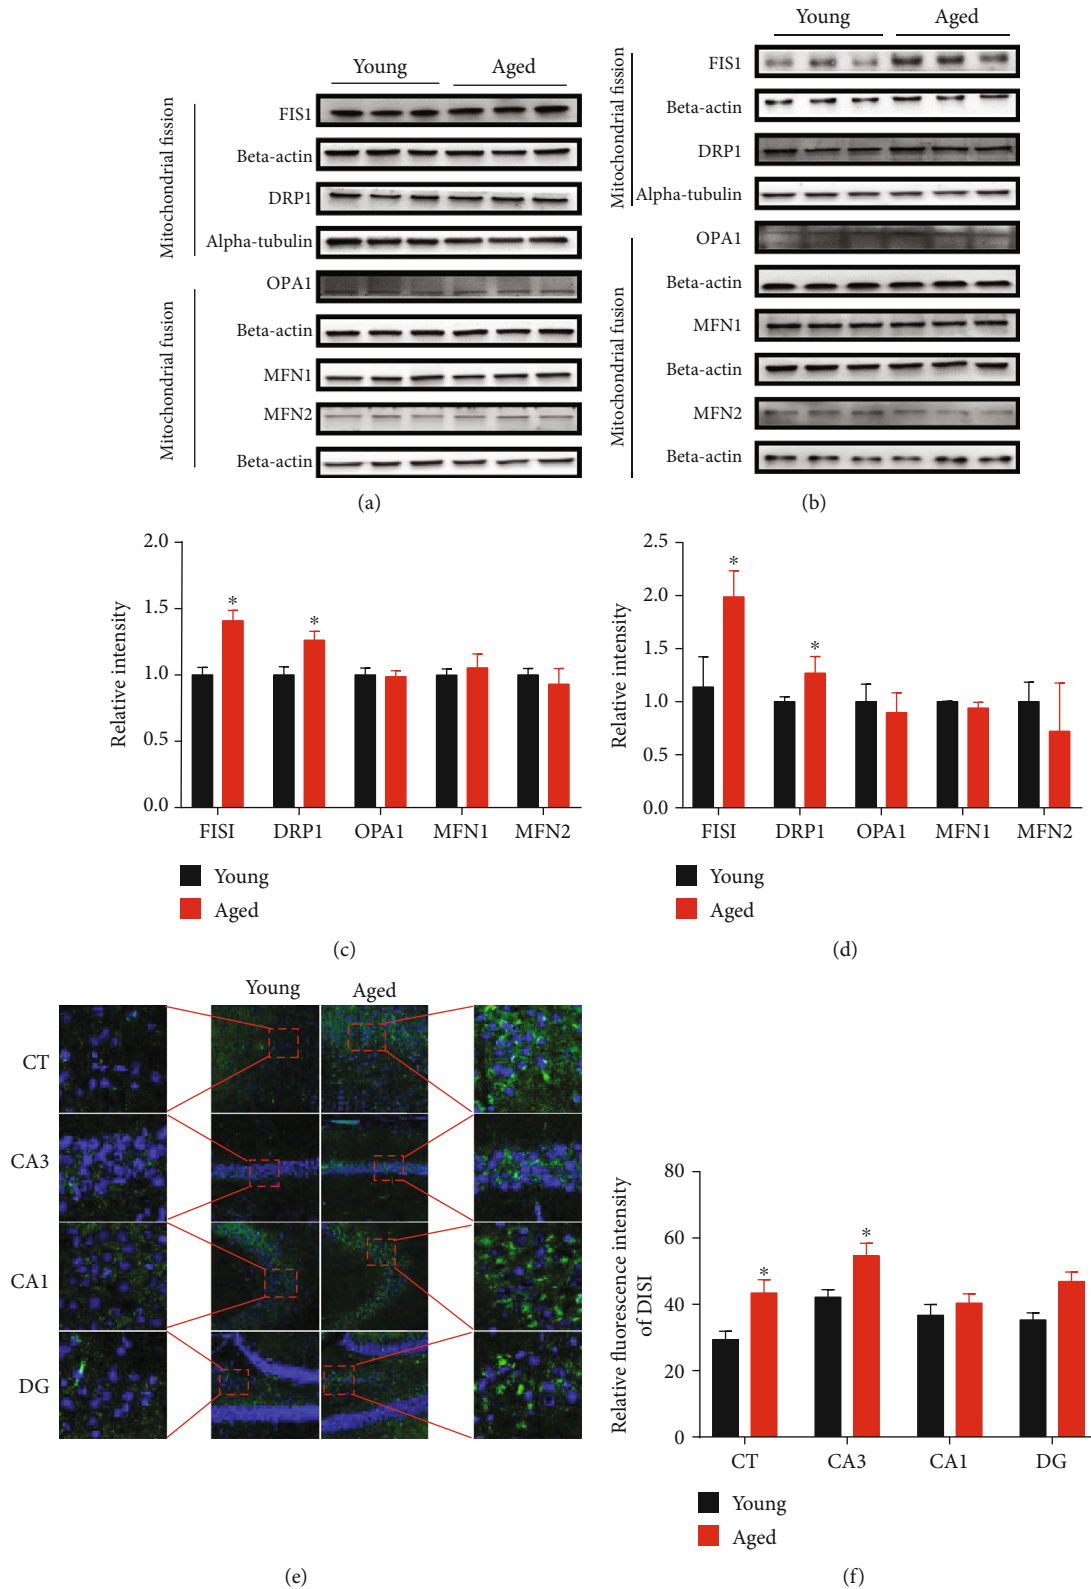 Young Aged
Mitochondrial fission
FIS1
Beta-actin
DRP1
Alpha-tubulin
Mitochondrial fusion
OPA1
Beta-actin
MFN1
MFN2
Beta-actin
(a)
Young Aged
Mitochondrial fission
FIS1
Beta-actin
DRP1
Alpha-tubulin
Mitochondrial fusion
OPA1
Beta-actin
MFN1
Beta-actin
MFN2
Beta-actin
(b)
Relative intensity
2.0
1.5
1.0
0.5
0.0
* *
FISI DRP1 OPA1 MFN1 MFN2
Young
Aged
(c)
Relative intensity
2.5
2.0
1.5
1.0
0.5
0.0
* *
FISI DRP1 OPA1 MFN1 MFN2
Young
Aged
(d)
Young Aged
CT
CA3
CA1
DG
(e)
Relative fluorescence intensity
of DISI
80
60
40
20
0
* *
CT CA3 CA1 DG
Young
Aged
(f)